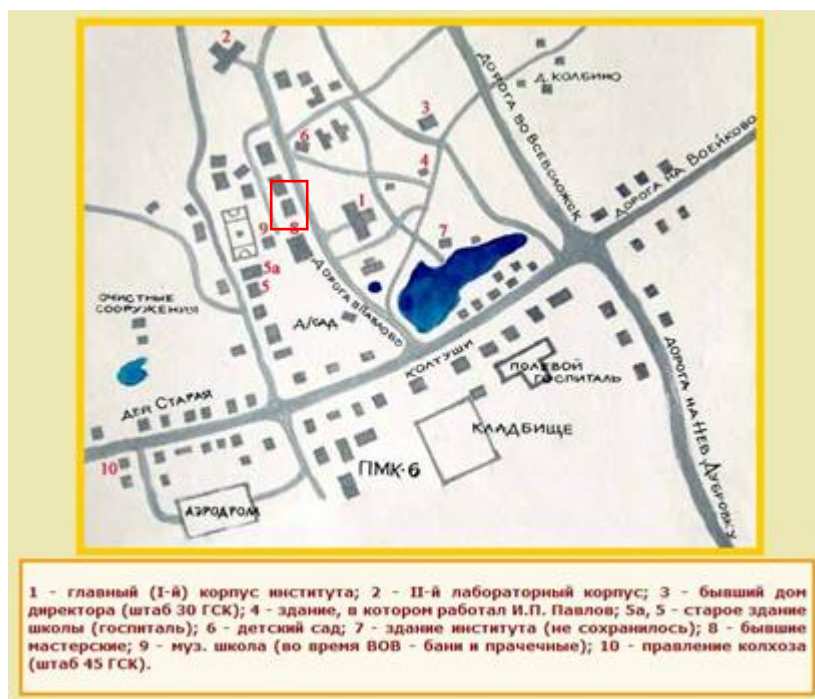 2
3
Д. КОЛБИНО
ДОРОГА ВО ВСЕВОЛОЖСК
ДОРОГА НА ВОЕЙКОВО
6
4
1
9
8
7
5а
5
ДОРОГА В ПАВЛОВО
ОЧИСТНЫЕ
СООРУЖЕНИЯ
Д/САД
КОЛТУШИ
ПОЛЕВОЙ
ГОСПИТАЛЬ
ДОРОГА НА НЕВ. ДУБРОВКУ
ДЕР. СТАРАЯ
КЛАДБИЩЕ
10
ПМК-6
АЭРОДРОМ
1 - главный (I-й) корпус института; 2 - II-й лабораторный корпус; 3 - бывший дом
директора (штаб 30 ГСК); 4 - здание, в котором работал И.П. Павлов; 5а, 5 - старое здание
школы (госпиталь); 6 - детский сад; 7 - здание института (не сохранилось); 8 - бывшие
мастерские; 9 - муз. школа (во время ВОВ - бани и прачечные); 10 - правление колхоза
(штаб 45 ГСК).